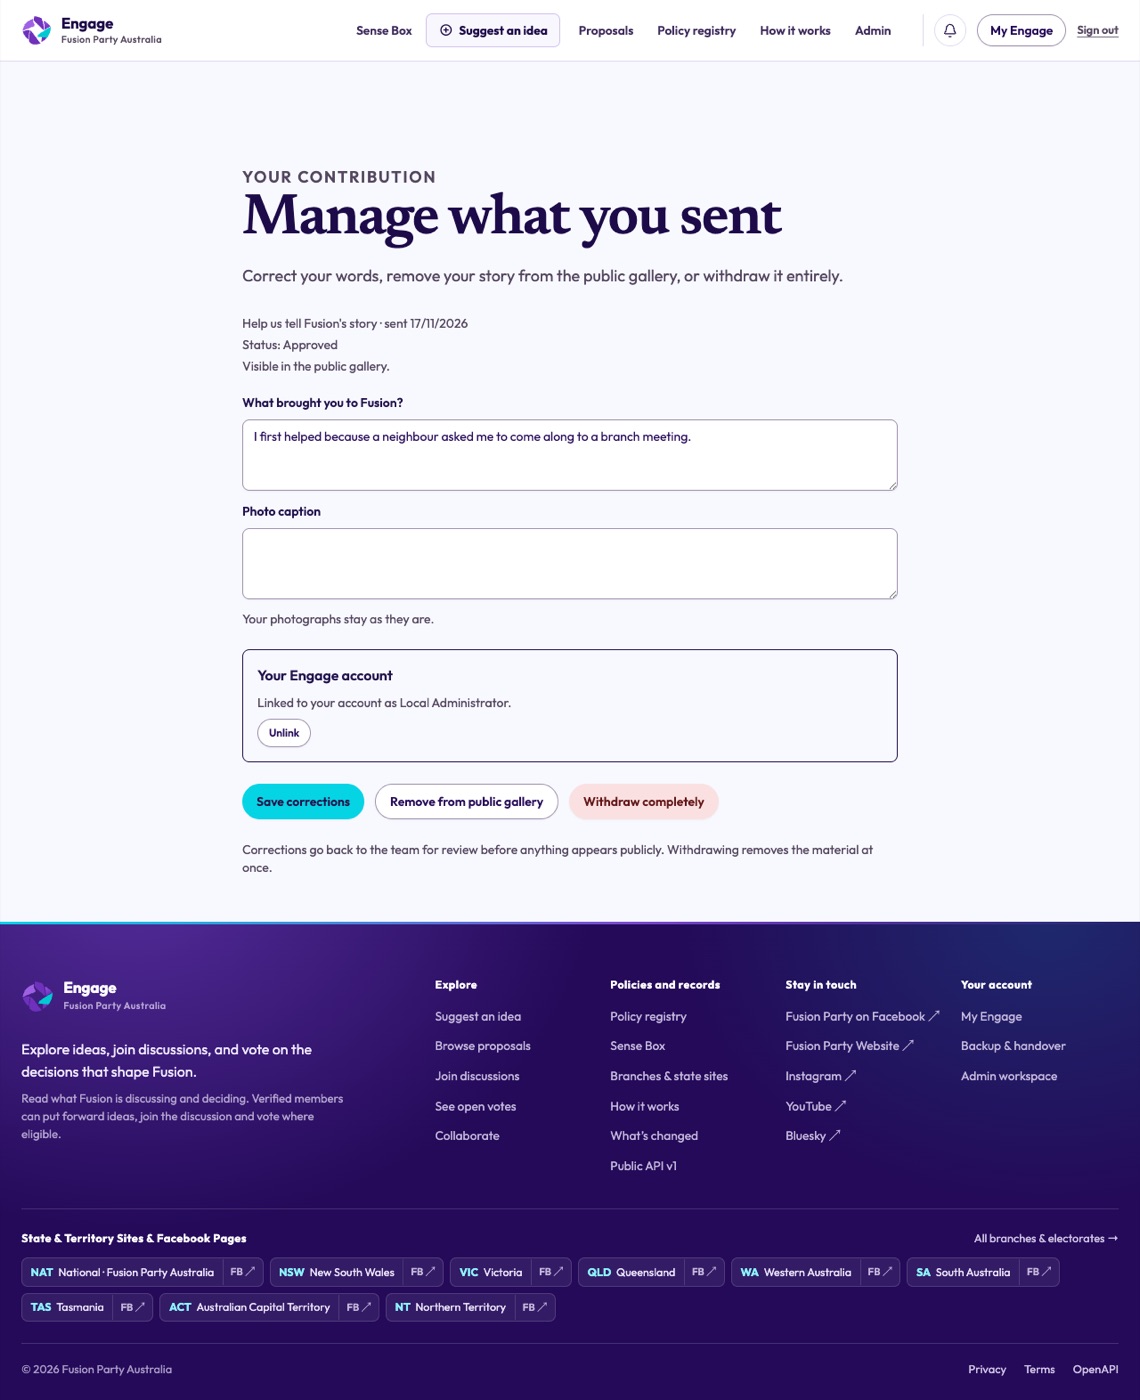 Engage
Fusion Party Australia
Sense Box
Suggest an idea
Proposals
Policy registry
How it works
Admin
My Engage
Sign out
YOUR CONTRIBUTION
Manage what you sent
Correct your words, remove your story from the public gallery, or withdraw it entirely.
Help us tell Fusion's story · sent 17/11/2026
Status: Approved
Visible in the public gallery.
What brought you to Fusion?
I first helped because a neighbour asked me to come along to a branch meeting.
Photo caption
Your photographs stay as they are.
Your Engage account
Linked to your account as Local Administrator.
Unlink
Save corrections
Remove from public gallery
Withdraw completely
Corrections go back to the team for review before anything appears publicly. Withdrawing removes the material at
once.
Engage
Fusion Party Australia
Explore ideas, join discussions, and vote on the
decisions that shape Fusion.
Read what Fusion is discussing and deciding. Verified members
can put forward ideas, join the discussion and vote where
eligible.
Explore
Suggest an idea
Browse proposals
Join discussions
See open votes
Collaborate
Policies and records
Policy registry
Sense Box
Branches & state sites
How it works
What's changed
Public API v1
Stay in touch
Fusion Party on Facebook ↗
Fusion Party Website ↗
Instagram ↗
YouTube ↗
Bluesky ↗
Your account
My Engage
Backup & handover
Admin workspace
State & Territory Sites & Facebook Pages
All branches & electorates →
NAT National · Fusion Party Australia FB ↗
NSW New South Wales FB ↗
VIC Victoria FB ↗
QLD Queensland FB ↗
WA Western Australia FB ↗
SA South Australia FB ↗
TAS Tasmania FB ↗
ACT Australian Capital Territory FB ↗
NT Northern Territory FB ↗
© 2026 Fusion Party Australia
Privacy
Terms
OpenAPI